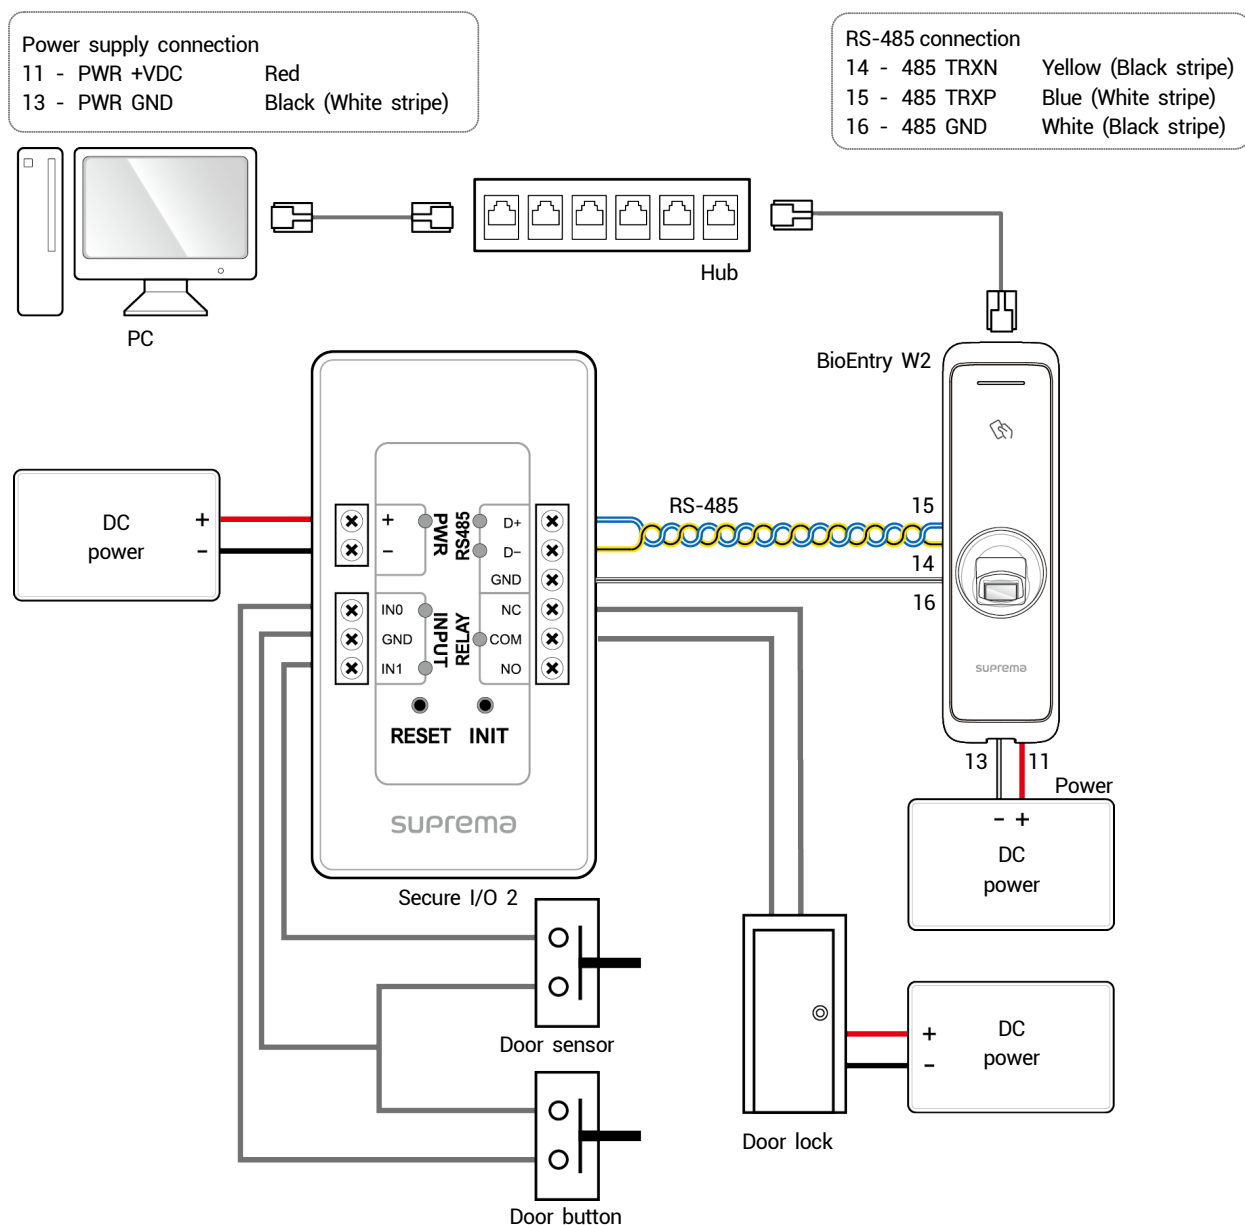 Power supply connection
11 - PWR +VDC Red
13 - PWR GND Black (White stripe)
RS-485 connection
14 - 485 TRXN Yellow (Black stripe)
15 - 485 TRXP Blue (White stripe)
16 - 485 GND White (Black stripe)
PC
Hub
BioEntry W2
DC
power
+
-
+
-
PWR
RS485
D+
D-
GND
IN0
GND
IN1
INPUT
RELAY
NC
COM
NO
RESET INIT
suprema
Secure I/O 2
RS-485
15
14
16
suprema
13
11
Power
- +
DC
power
Door sensor
Door button
Door lock
+
-
DC
power